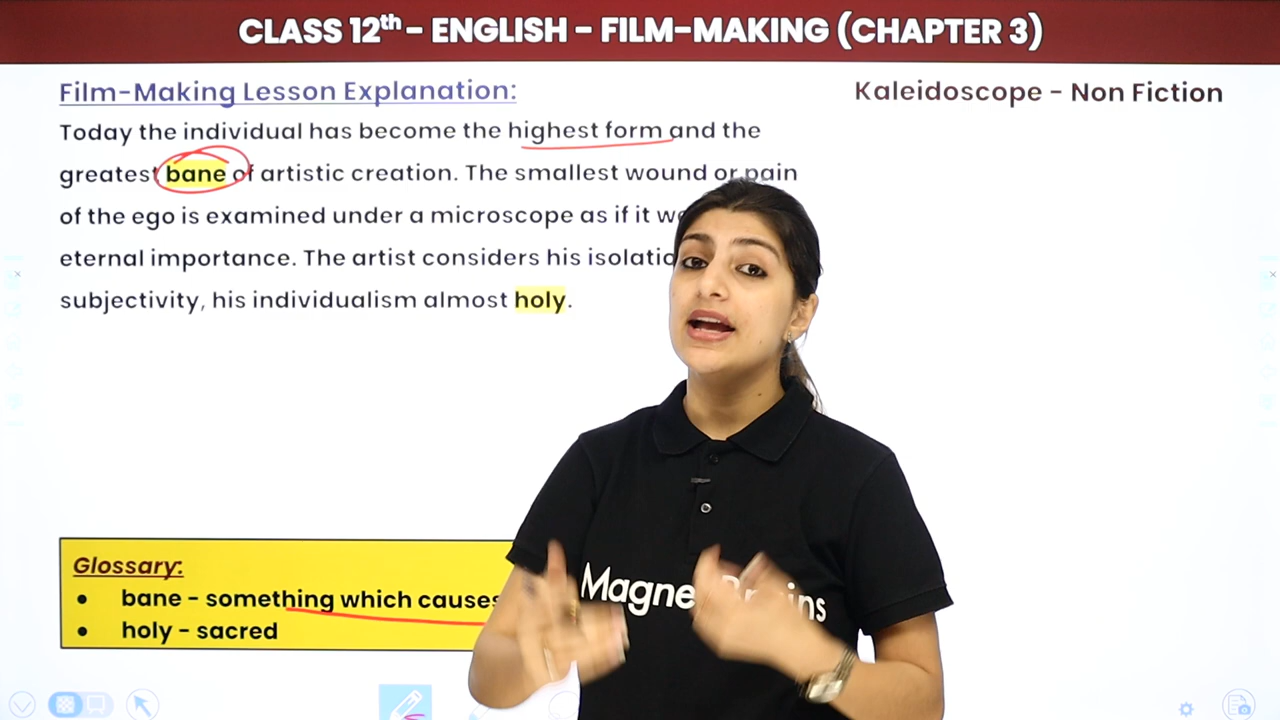 CLASS 12th - ENGLISH - FILM-MAKING (CHAPTER 3)
Film-Making Lesson Explanation:
Kaleidoscope - Non Fiction
Today the individual has become the highest form and the
greatest bane of artistic creation. The smallest wound or pain
of the ego is examined under a microscope as if it
eternal importance. The artist considers his
subjectivity, his individualism almost holy.
Glossary:
• bane - something which causes
• holy - sacred
Magne